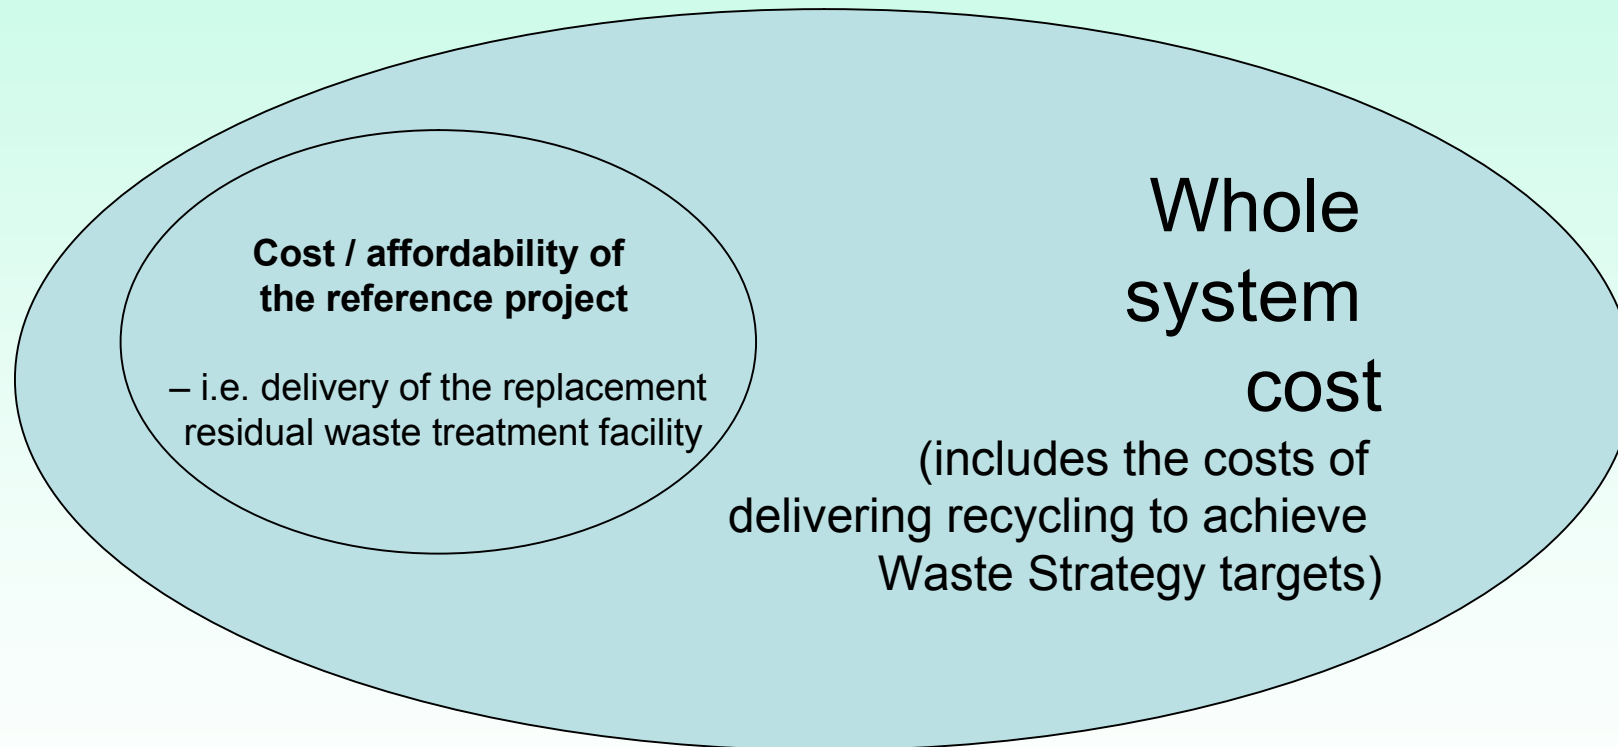 Cost / affordability of
the reference project
– i.e. delivery of the replacement
residual waste treatment facility
Whole
system
cost
(includes the costs of
delivering recycling to achieve
Waste Strategy targets)